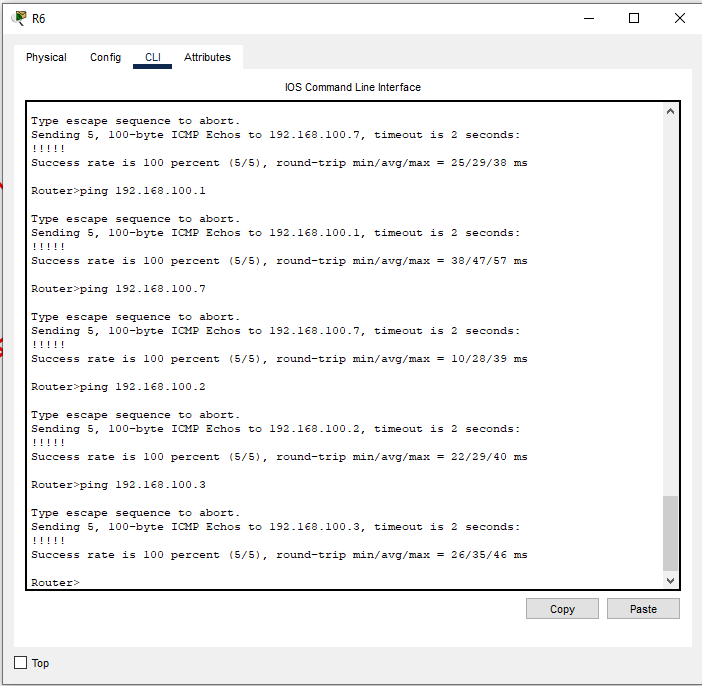 R6
Physical Config CLI Attributes
IOS Command Line Interface
Type escape sequence to abort.
Sending 5, 100-byte ICMP Echos to 192.168.100.7, timeout is 2 seconds:
!!!!!
Success rate is 100 percent (5/5), round-trip min/avg/max = 25/29/38 ms
Router>ping 192.168.100.1
Type escape sequence to abort.
Sending 5, 100-byte ICMP Echos to 192.168.100.1, timeout is 2 seconds:
!!!!!
Success rate is 100 percent (5/5), round-trip min/avg/max = 38/47/57 ms
Router>ping 192.168.100.7
Type escape sequence to abort.
Sending 5, 100-byte ICMP Echos to 192.168.100.7, timeout is 2 seconds:
!!!!!
Success rate is 100 percent (5/5), round-trip min/avg/max = 10/28/39 ms
Router>ping 192.168.100.2
Type escape sequence to abort.
Sending 5, 100-byte ICMP Echos to 192.168.100.2, timeout is 2 seconds:
!!!!!
Success rate is 100 percent (5/5), round-trip min/avg/max = 22/29/40 ms
Router>ping 192.168.100.3
Type escape sequence to abort.
Sending 5, 100-byte ICMP Echos to 192.168.100.3, timeout is 2 seconds:
!!!!!
Success rate is 100 percent (5/5), round-trip min/avg/max = 26/35/46 ms
Router>
Copy Paste
Top